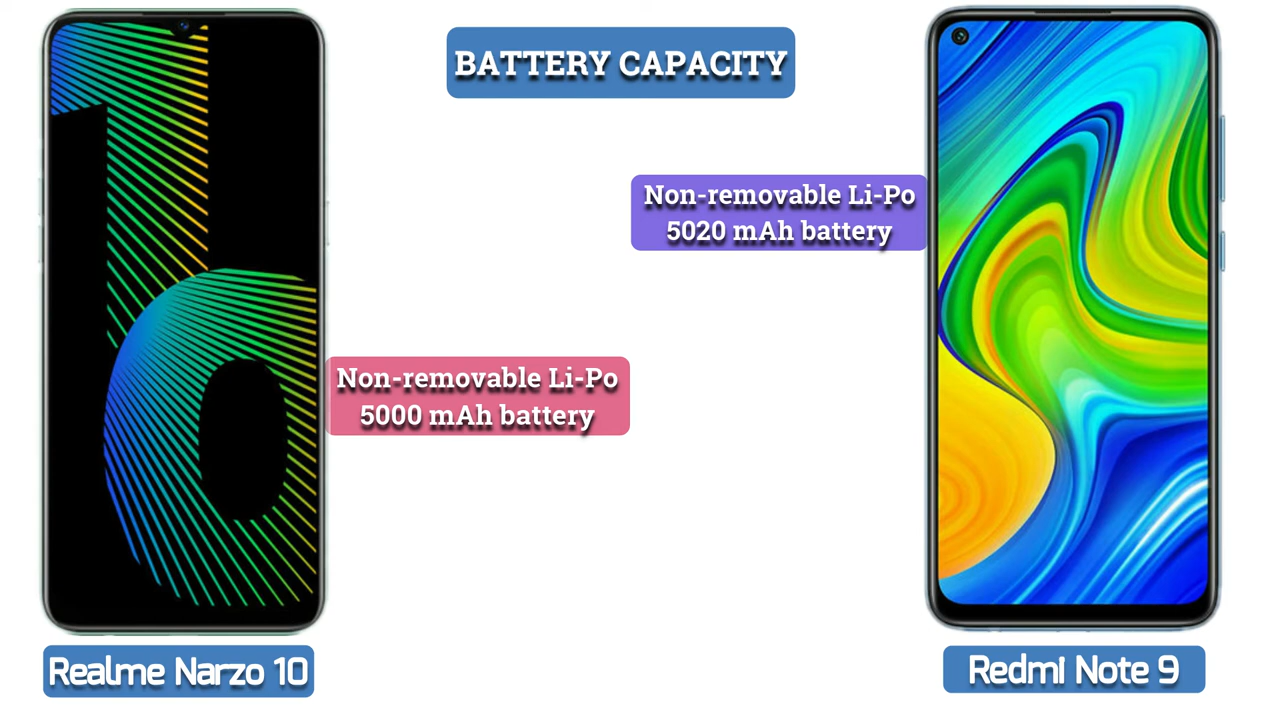 BATTERY CAPACITY
Non-removable Li-Po
5020 mAh battery
Non-removable Li-Po
5000 mAh battery
Realme Narzo 10
Redmi Note 9